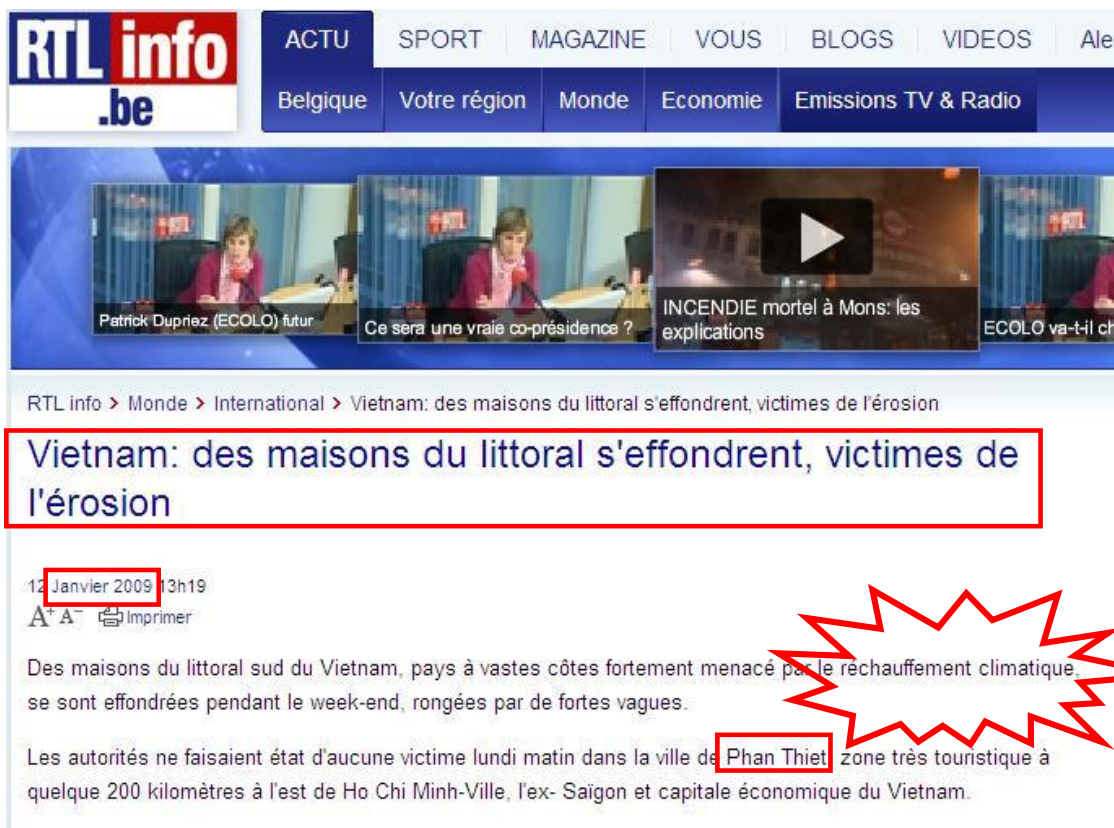 RTL info
.be
ACTU SPORT MAGAZINE VOUS BLOGS VIDEOS Ale
Belgique Votre région Monde Economie Emissions TV & Radio
Patrick Dupriez (ECOLO) futur
Ce sera une vraie co-présidence ?
INCENDIE mortel à Mons: les
explications
ECOLO va-t-il ch
RTL info > Monde > International > Vietnam: des maisons du littoral s'effondrent, victimes de l'érosion
Vietnam: des maisons du littoral s'effondrent, victimes de
l'érosion
12 Janvier 2009 13h19
A+ A- Imprimer
Des maisons du littoral sud du Vietnam, pays à vastes côtes fortement menacé par le réchauffement climatique,
se sont effondrées pendant le week-end, rongées par de fortes vagues.
Les autorités ne faisaient état d'aucune victime lundi matin dans la ville de Phan Thiet, zone très touristique à
quelque 200 kilomètres à l'est de Ho Chi Minh-Ville, l'ex- Saïgon et capitale économique du Vietnam.